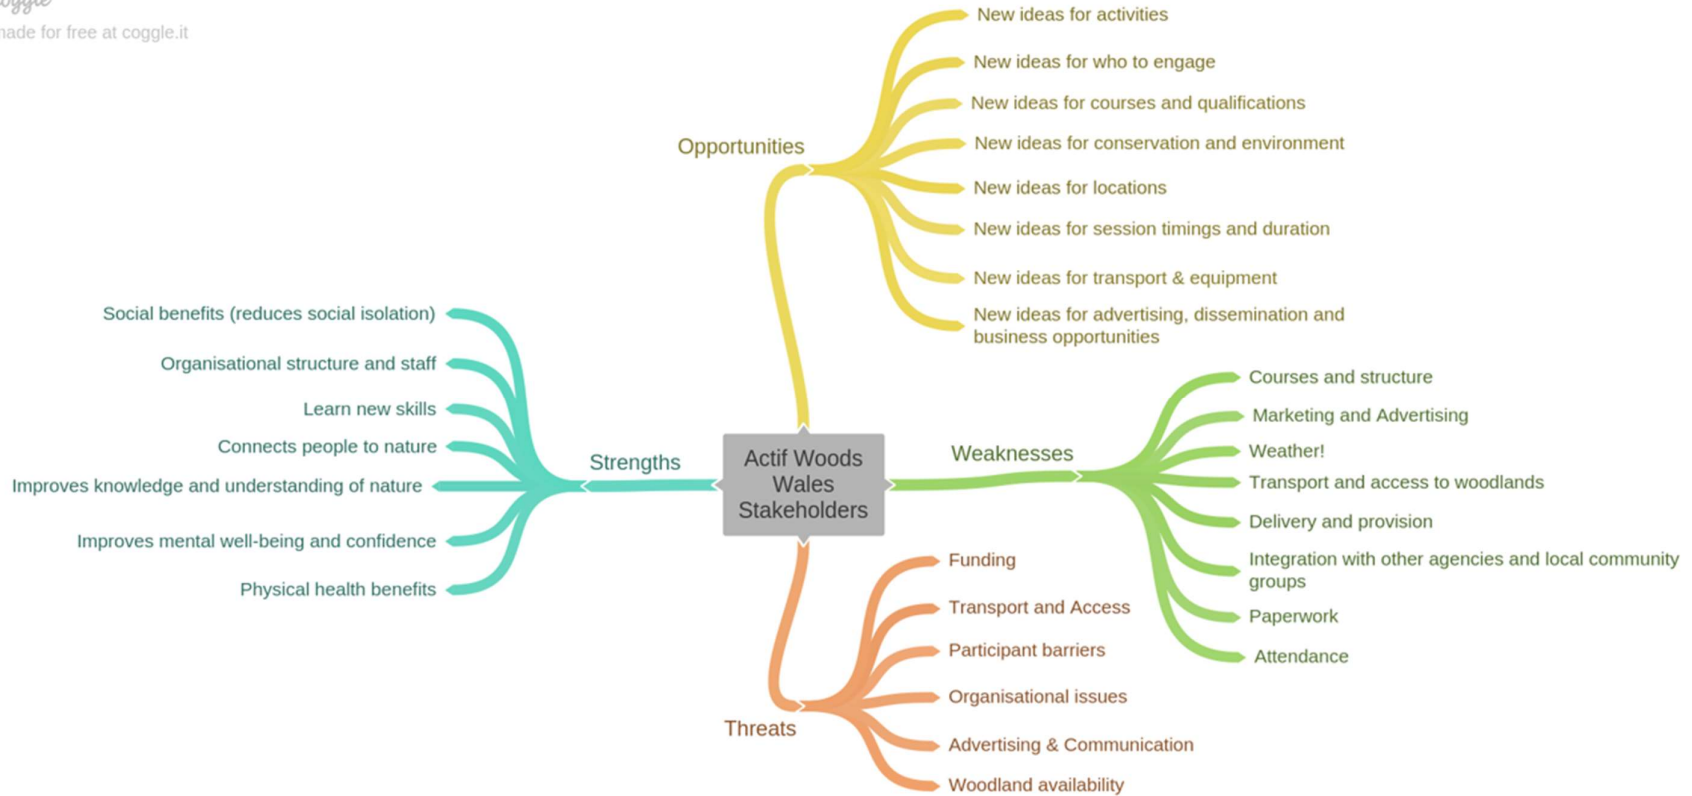 made for free at coggle.it
Opportunities
New ideas for activities
New ideas for who to engage
New ideas for courses and qualifications
New ideas for conservation and environment
New ideas for locations
New ideas for session timings and duration
New ideas for transport & equipment
New ideas for advertising, dissemination and
business opportunities
Strengths
Social benefits (reduces social isolation)
Organisational structure and staff
Learn new skills
Connects people to nature
Improves knowledge and understanding of nature
Improves mental well-being and confidence
Physical health benefits
Actif Woods
Wales
Stakeholders
Weaknesses
Courses and structure
Marketing and Advertising
Weather!
Transport and access to woodlands
Delivery and provision
Integration with other agencies and local community
groups
Paperwork
Attendance
Threats
Funding
Transport and Access
Participant barriers
Organisational issues
Advertising & Communication
Woodland availability